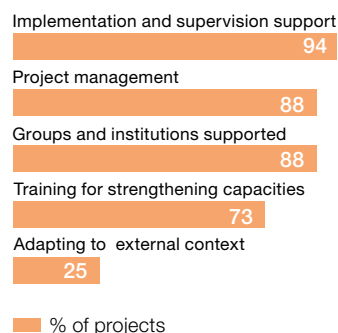 Implementation and supervision support
94
Project management
88
Groups and institutions supported
88
Training for strengthening capacities
73
Adapting to external context
25
% of projects